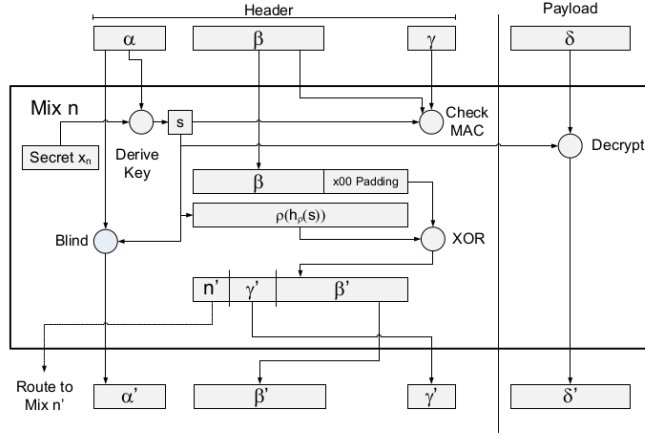 Header
Payload
α
β
γ
δ
Mix n
s
Check
MAC
Secret xn
Derive
Key
Decrypt
β
x00 Padding
ρ(hρ(s))
Blind
XOR
n’
γ’
β’
Route to
Mix n’
α’
β’
γ’
δ’